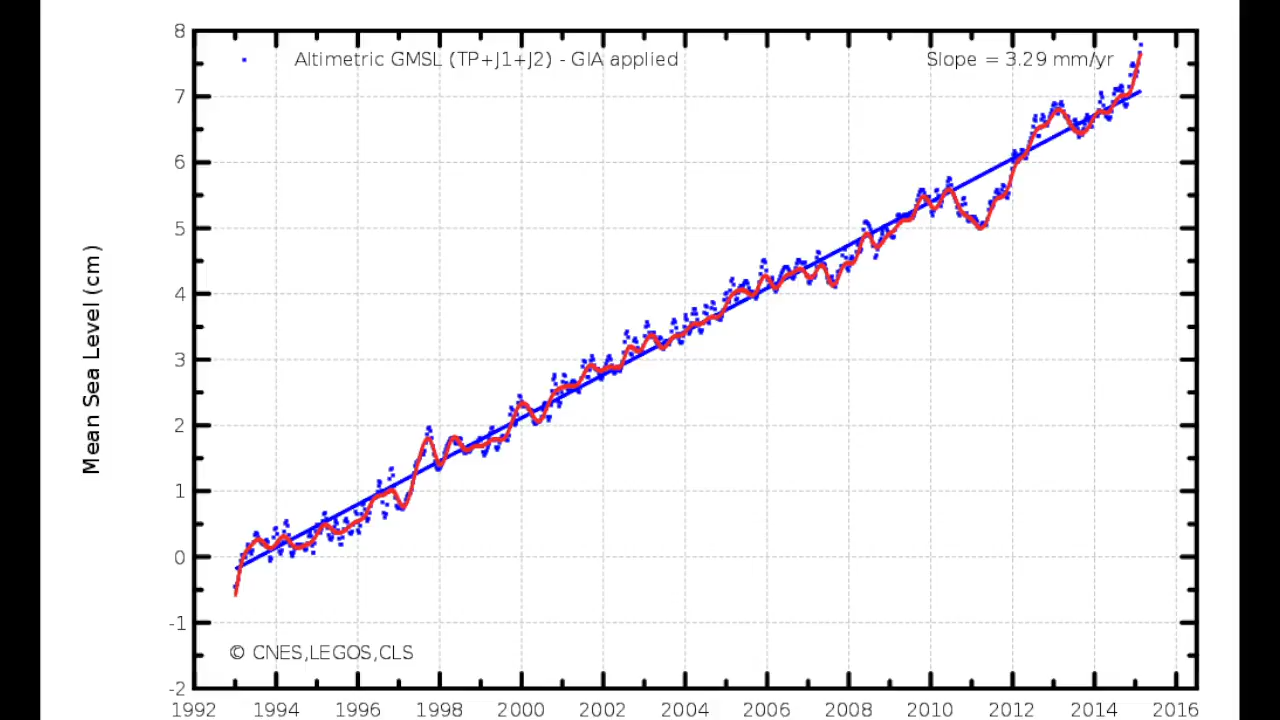 8
Altimetric GMSL (TP+J1+J2) - GIA applied
Slope = 3.29 mm/yr
7
6
5
4
3
2
1
0
-1
-2
Mean Sea Level (cm)
© CNES,LEGOS,CLS
1992 1994 1996 1998 2000 2002 2004 2006 2008 2010 2012 2014 2016